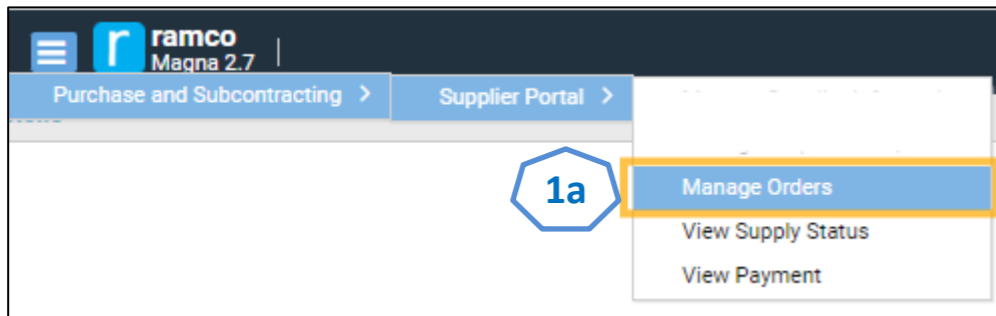 ramco
Magna 2.7
Purchase and Subcontracting >
Supplier Portal >
1a
Manage Orders
View Supply Status
View Payment